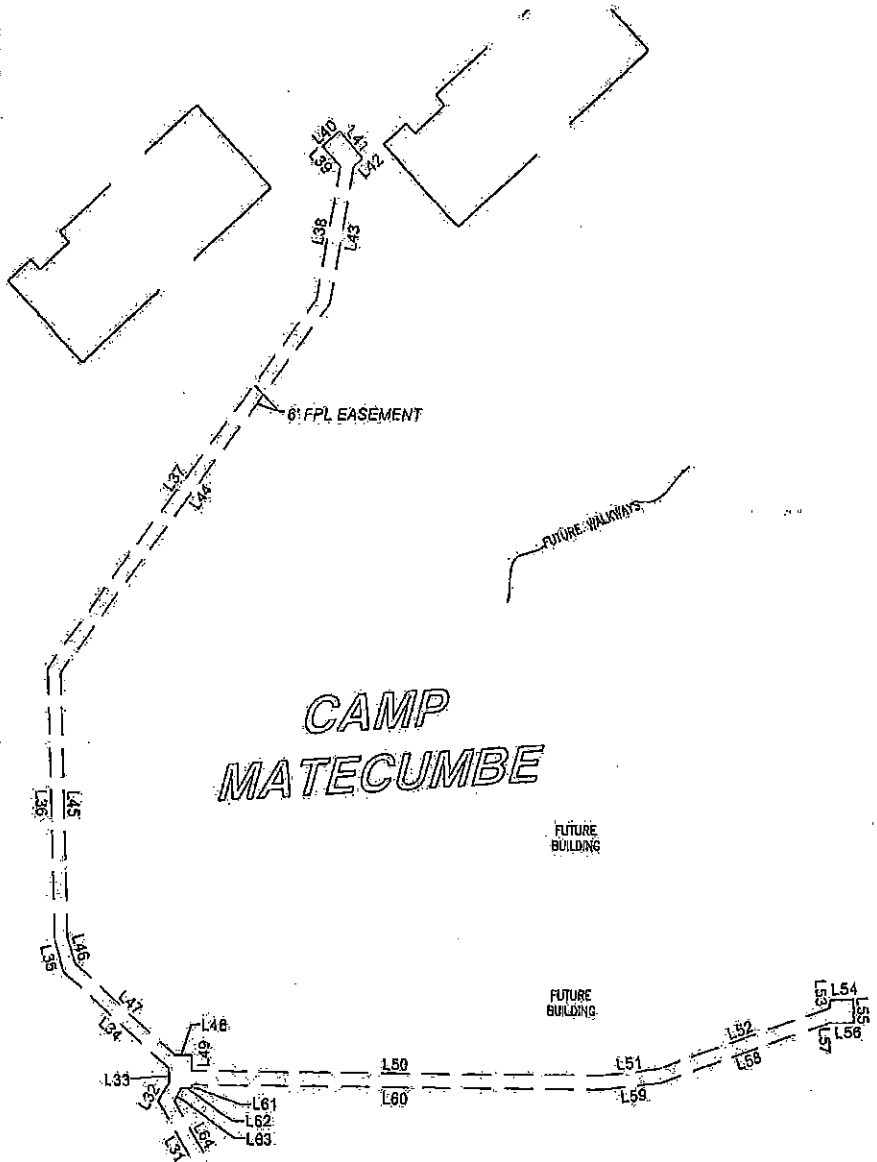 L40
L41
L39
L42
L38
L43
6' FPL EASEMENT
L37
L44
FUTURE WALKWAYS
CAMP
MATECUMBE
L36
L45
FUTURE
BUILDING
L35
L46
L47
L34
FUTURE
BUILDING
L53
L54
L55
L56
L57
L52
L58
L48
L49
L50
L51
L33
L32
L60
L59
L61
L62
L63
L31
L64